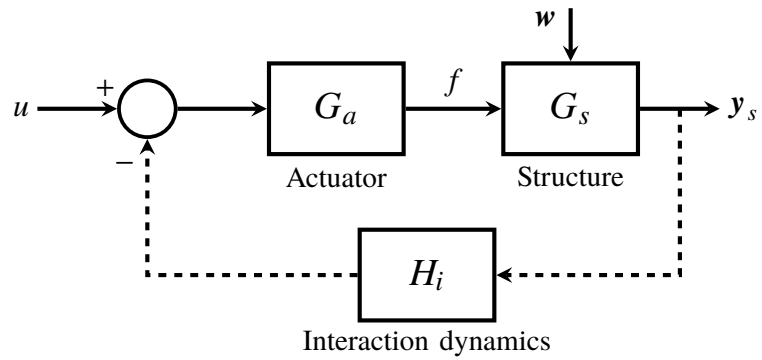 w
u
+
−
G_a
f
G_s
y_s
Actuator
Structure
H_i
Interaction dynamics